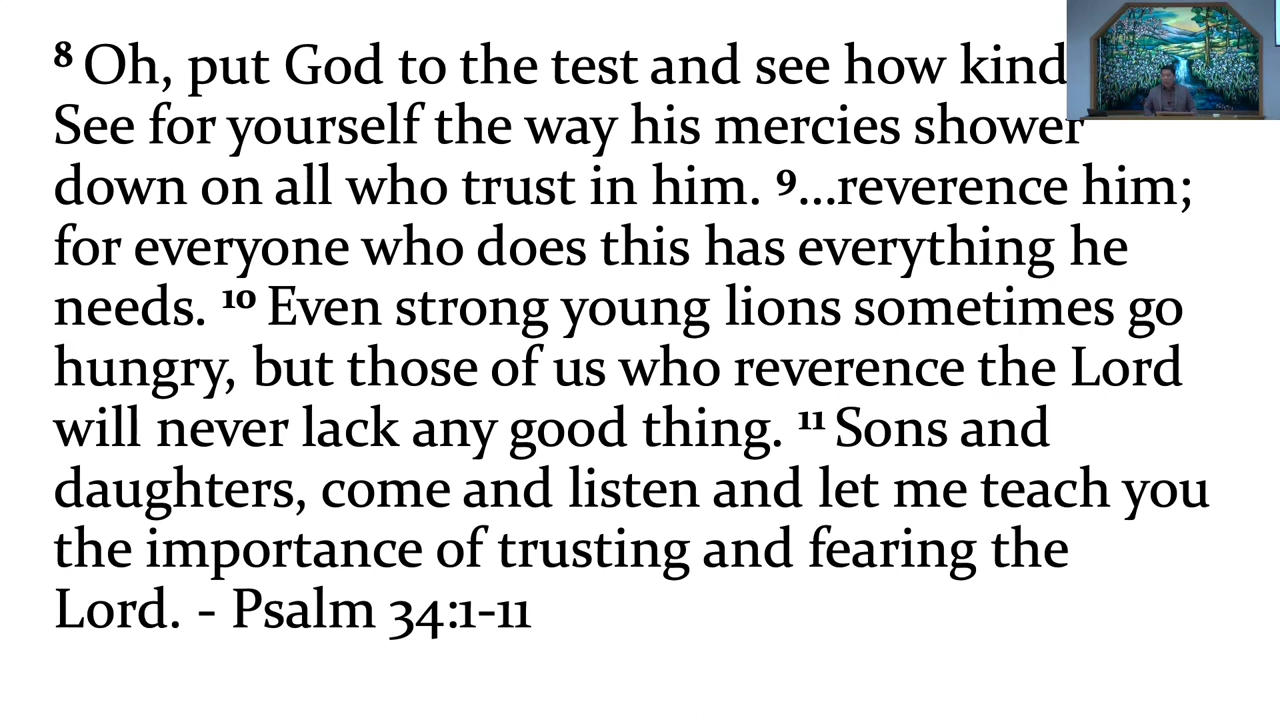 8 Oh, put God to the test and see how kind
See for yourself the way his mercies shower
down on all who trust in him. 9...reverence him;
for everyone who does this has everything he
needs. 10 Even strong young lions sometimes go
hungry, but those of us who reverence the Lord
will never lack any good thing. 11 Sons and
daughters, come and listen and let me teach you
the importance of trusting and fearing the
Lord. - Psalm 34:1-11